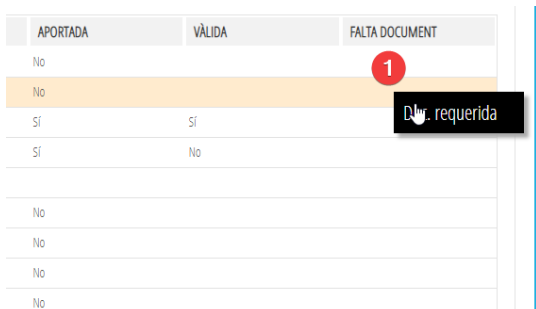 APORTADA VÀLIDA FALTA DOCUMENT
No
1
No
requerida
Sí Sí
Sí No
No
No
No
No